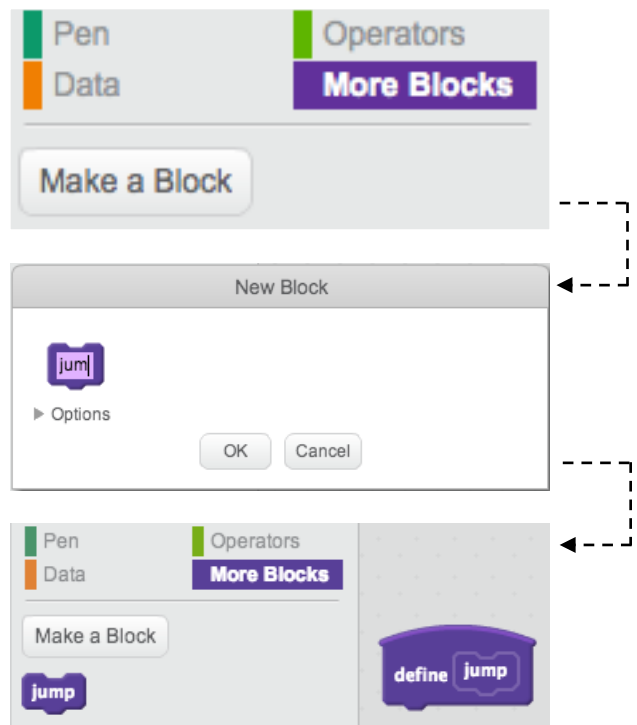 Pen Operators
Data More Blocks
Make a Block
New Block
jum
Options
OK Cancel
Pen Operators
Data More Blocks
Make a Block
jump
define jump